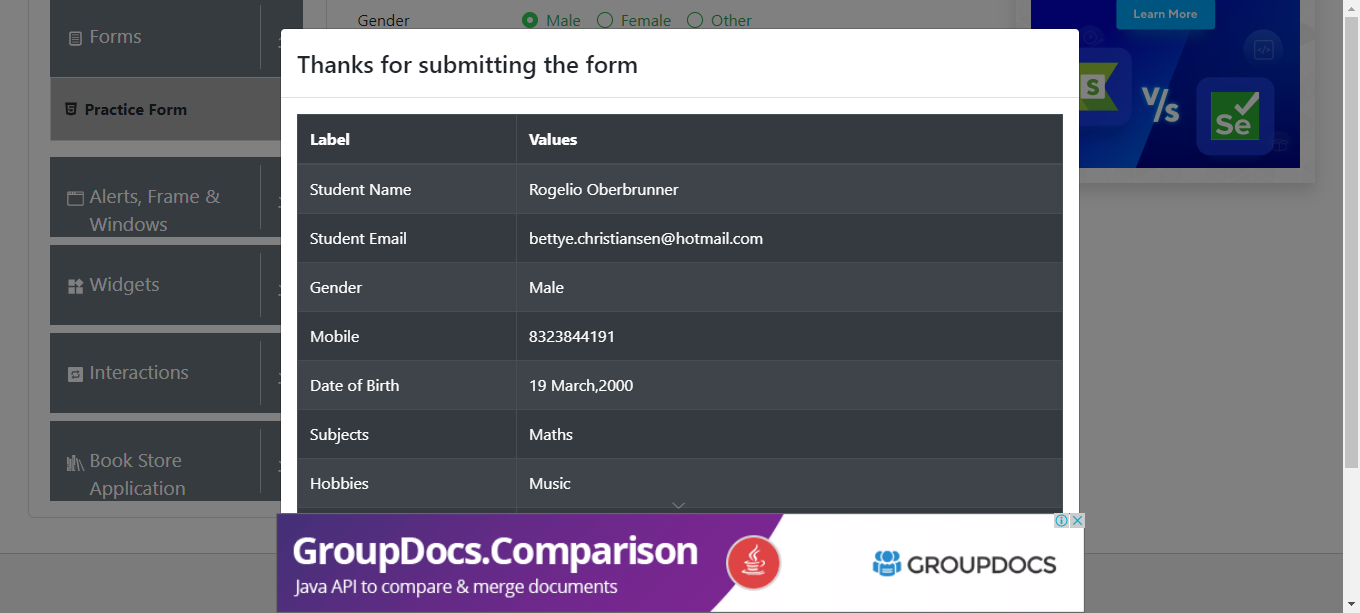 Gender Male Female Other
Learn More
Forms
Thanks for submitting the form
Practice Form
S
V/s
Se
Label Values
Student Name Rogelio Oberbrunner
Student Email bettye.christiansen@hotmail.com
Gender Male
Mobile 8323844191
Date of Birth 19 March,2000
Subjects Maths
Hobbies Music
Alerts, Frame &
Windows
Widgets
Interactions
Book Store
Application
GroupDocs.Comparison
Java API to compare & merge documents
GROUPDOCS